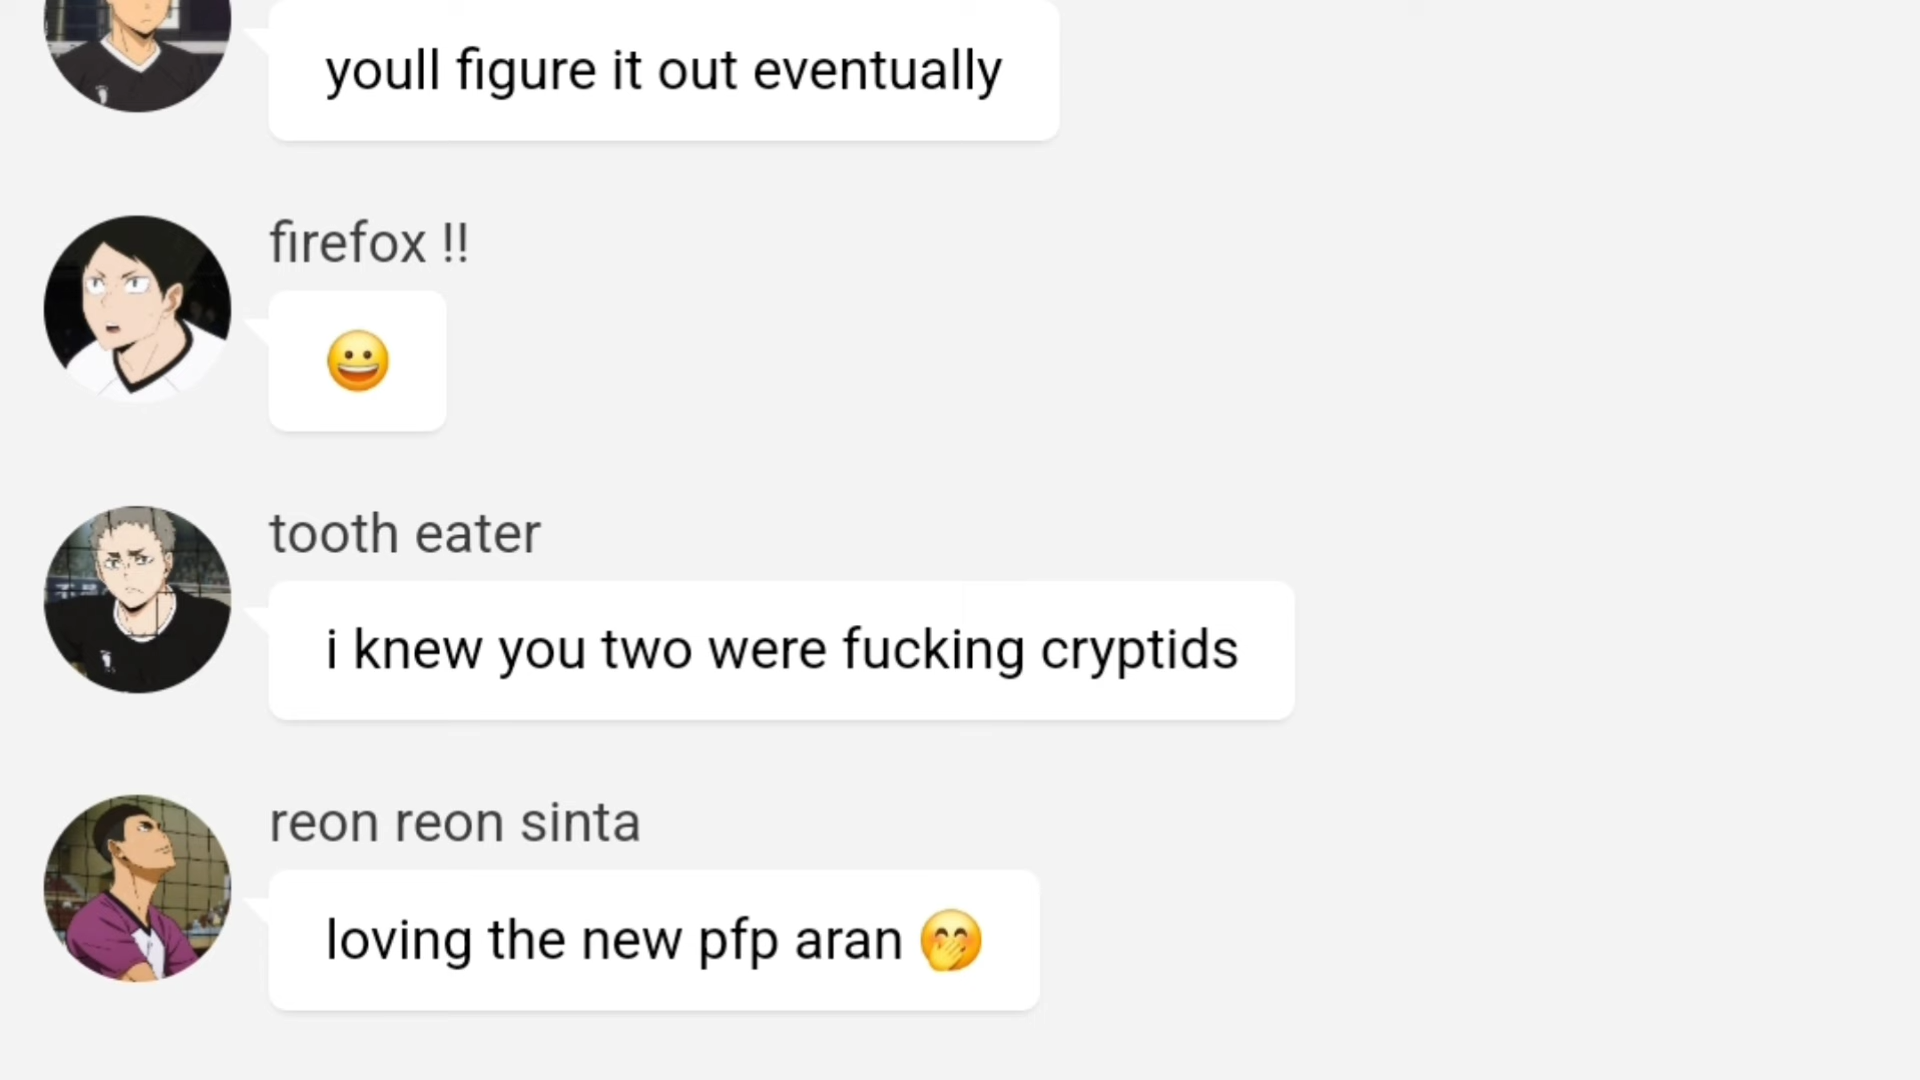 youll figure it out eventually
firefox !!
😀
tooth eater
i knew you two were fucking cryptids
reon reon sinta
loving the new pfp aran 🤭